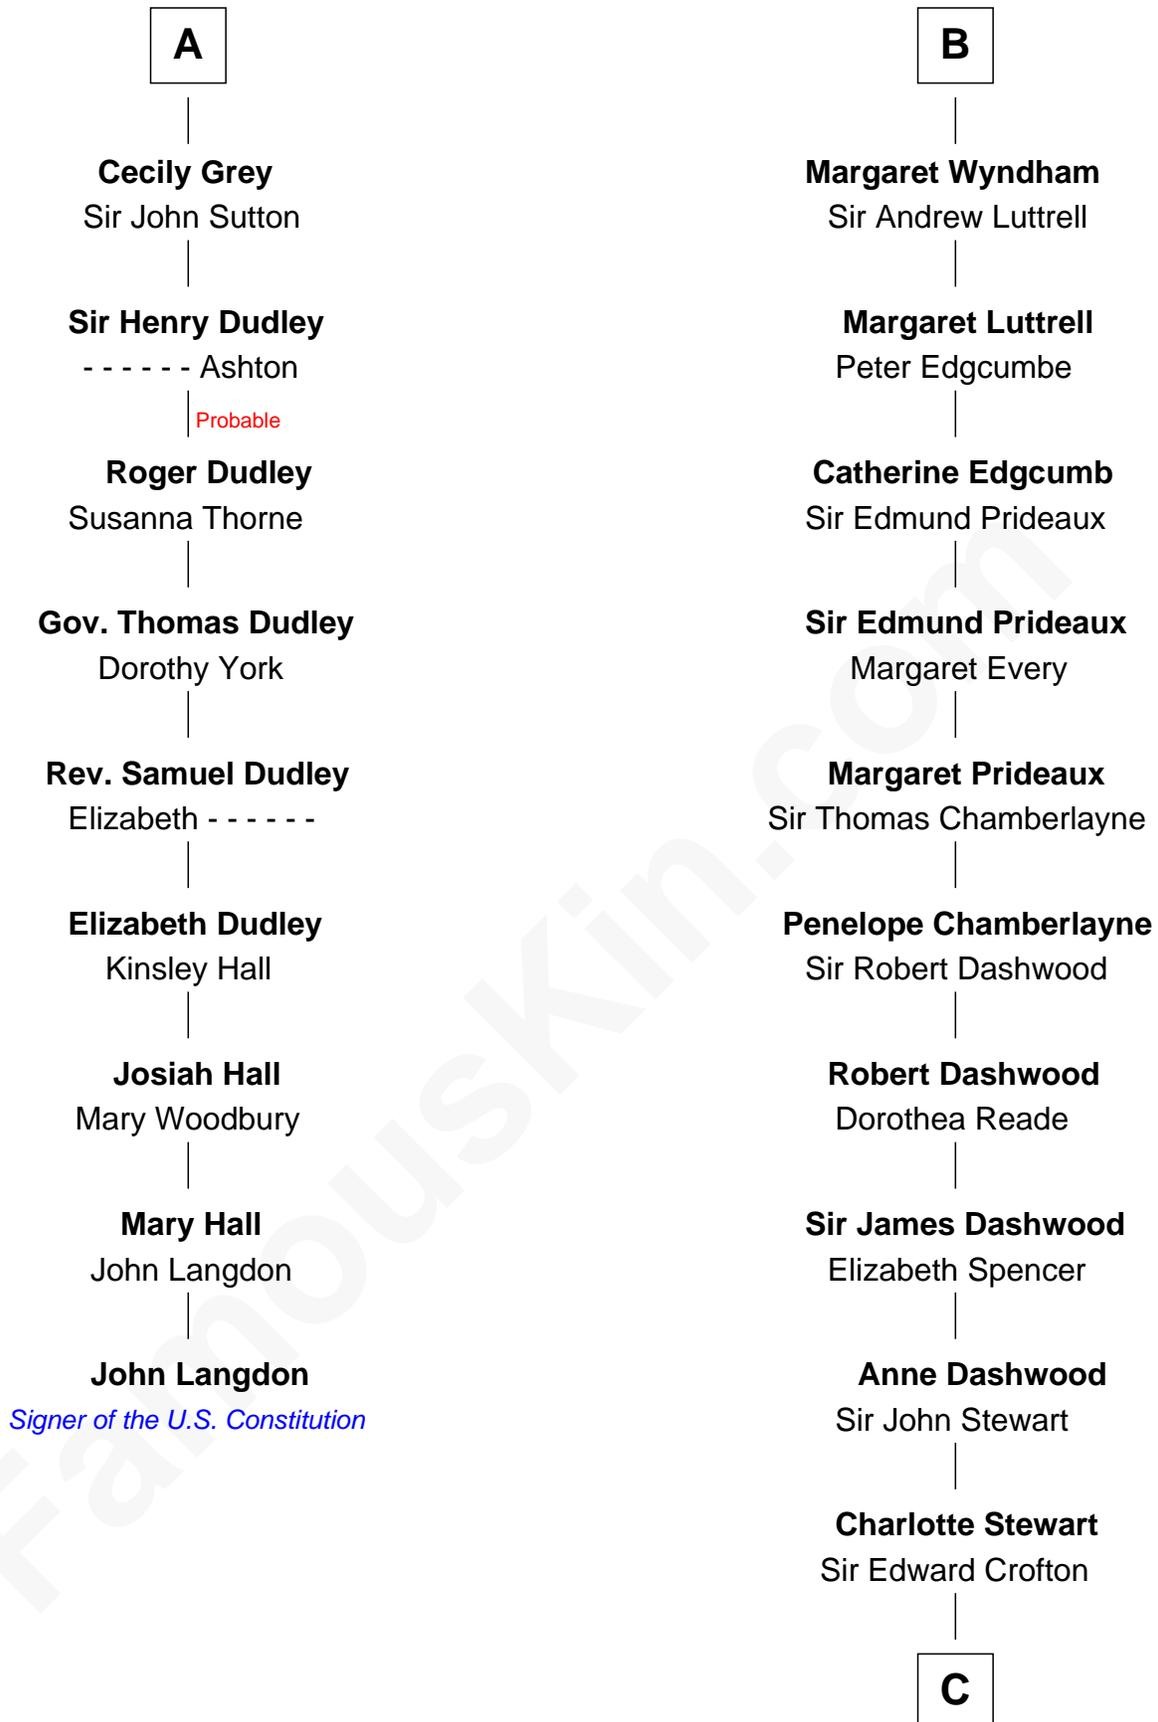 A
Cecily Grey
Sir John Sutton
Sir Henry Dudley
- - - - - - Ashton
Probable
Roger Dudley
Susanna Thorne
Gov. Thomas Dudley
Dorothy York
Rev. Samuel Dudley
Elizabeth - - - - - -
Elizabeth Dudley
Kinsley Hall
Josiah Hall
Mary Woodbury
Mary Hall
John Langdon
John Langdon
Signer of the U.S. Constitution
B
Margaret Wyndham
Sir Andrew Luttrell
Margaret Luttrell
Peter Edgcumbe
Catherine Edgcumb
Sir Edmund Prideaux
Sir Edmund Prideaux
Margaret Every
Margaret Prideaux
Sir Thomas Chamberlayne
Penelope Chamberlayne
Sir Robert Dashwood
Robert Dashwood
Dorothea Reade
Sir James Dashwood
Elizabeth Spencer
Anne Dashwood
Sir John Stewart
Charlotte Stewart
Sir Edward Crofton
C
FamousKin.com